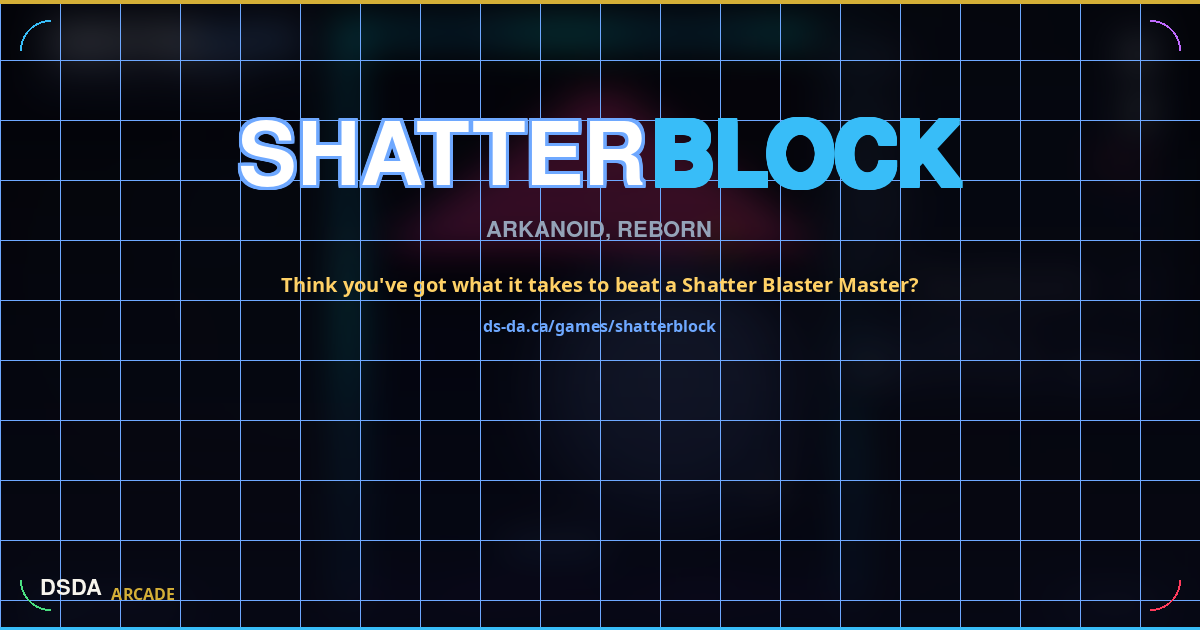 SHATTERBLOCK
ARKANOID, REBORN
Think you've got what it takes to beat a Shatter Blaster Master?
ds-da.ca/games/shatterblock
DSDA ARCADE